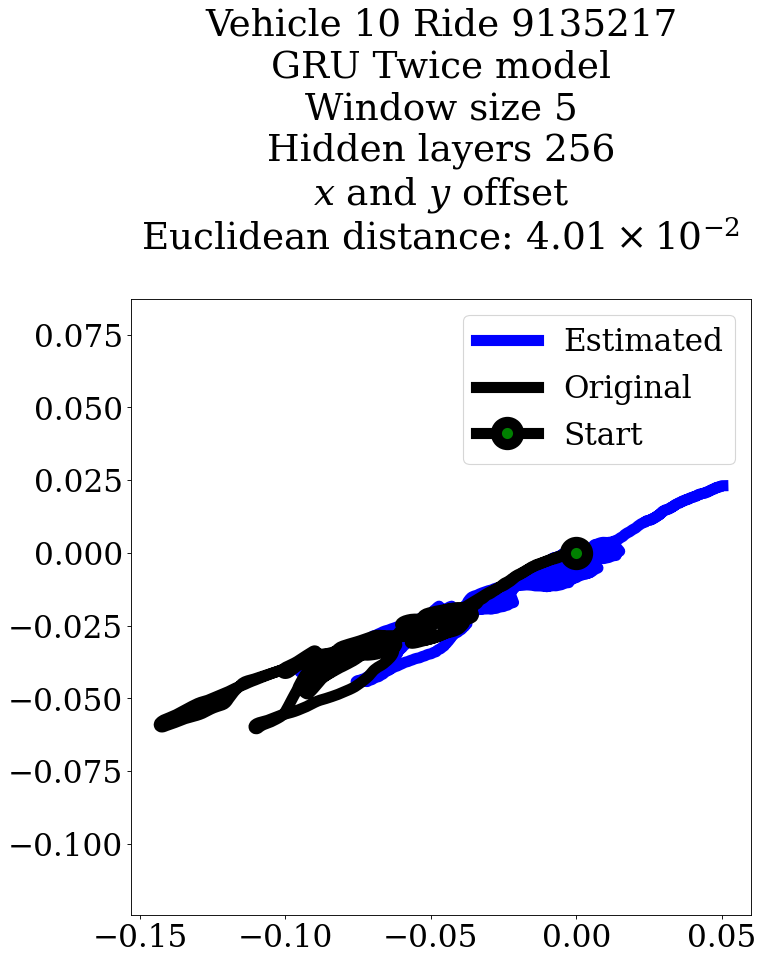 Vehicle 10 Ride 9135217
GRU Twice model
Window size 5
Hidden layers 256
x and y offset
Euclidean distance: 4.01 × 10⁻²
Estimated
Original
Start
0.075
0.050
0.025
0.000
−0.025
−0.050
−0.075
−0.100
−0.15 −0.10 −0.05 0.00 0.05